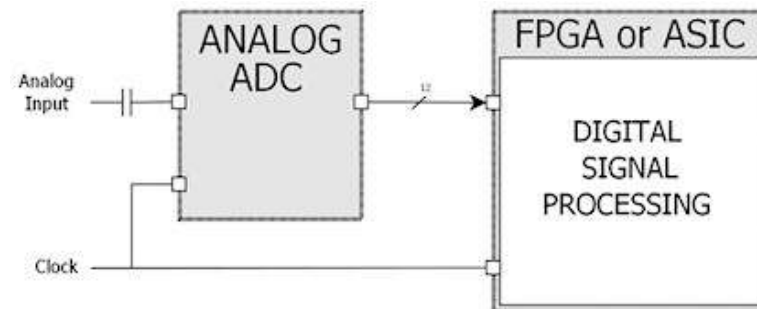 ANALOG
ADC
FPGA or ASIC
Analog
Input
12
DIGITAL
SIGNAL
PROCESSING
Clock